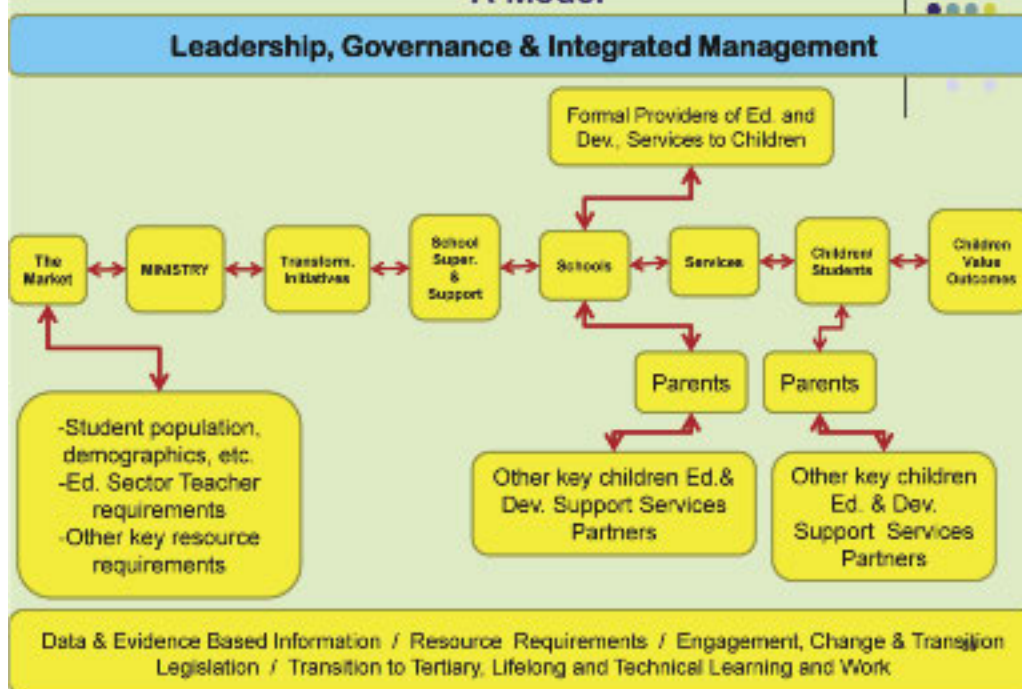 A Model
Leadership, Governance & Integrated Management
Formal Providers of Ed. and
Dev., Services to Children
The
Market
MINISTRY
Transform.
Initiatives
School
Super.
&
Support
Schools
Services
Children/
Students
Children
Value
Outcomes
Parents
Parents
-Student population,
demographics, etc.
-Ed. Sector Teacher
requirements
-Other key resource
requirements
Other key children Ed.&
Dev. Support Services
Partners
Other key children
Ed. & Dev.
Support Services
Partners
Data & Evidence Based Information / Resource Requirements / Engagement, Change & Transition
Legislation / Transition to Tertiary, Lifelong and Technical Learning and Work